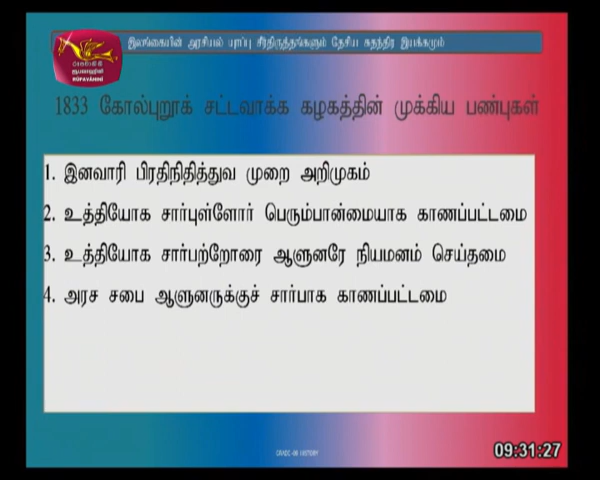 இலங்கையின் அரசியல் யாப்பு சீர்திருத்தங்களும் தேசிய சுதந்திர இயக்கமும்
RUPAVAHINI
1833 கோல்புறூக் சட்டவாக்க கழகத்தின் முக்கிய பண்புகள்
1. இனவாரி பிரதிநிதித்துவ முறை அறிமுகம்
2. உத்தியோக சார்புள்ளோர் பெரும்பான்மையாக காணப்பட்டமை
3. உத்தியோக சார்பற்றோரை ஆளுனரே நியமனம் செய்தமை
4. அரச சபை ஆளுனருக்குச் சார்பாக காணப்பட்டமை
09:31:27